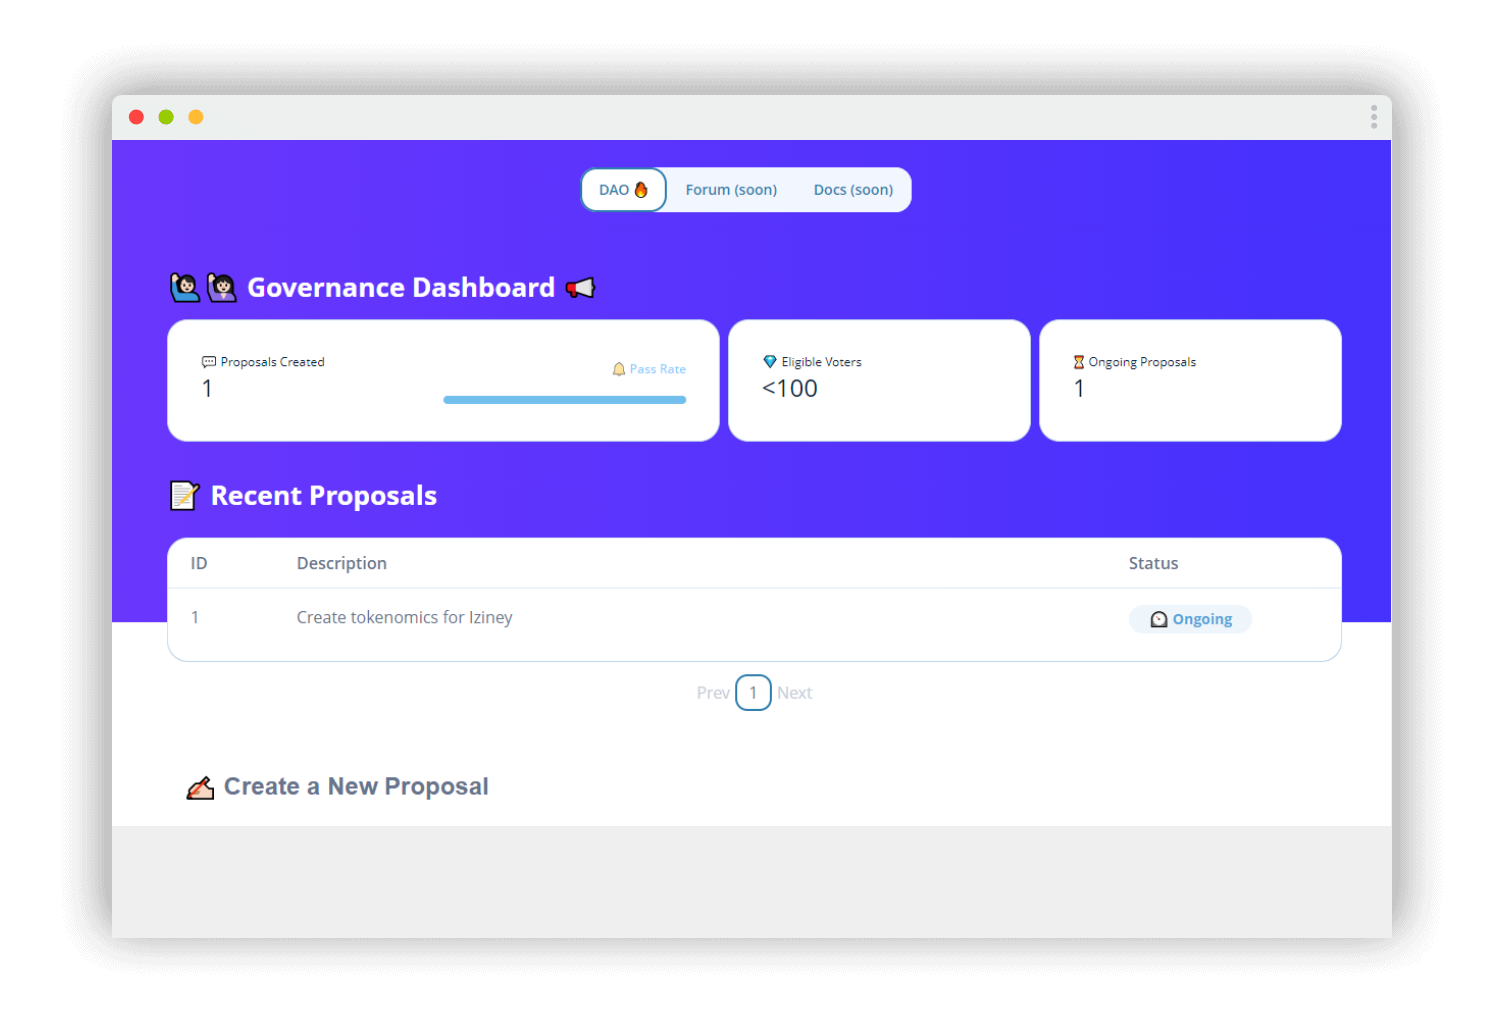 DAO 🔥 Forum (soon) Docs (soon)
🙋🏻‍♂️ 🙋🏻‍♀️ Governance Dashboard 📢
💬 Proposals Created
1
🔔 Pass Rate
💎 Eligible Voters
<100
⏳ Ongoing Proposals
1
📝 Recent Proposals
ID Description Status
1 Create tokenomics for Iziney 🕰 Ongoing
Prev 1 Next
✍🏻 Create a New Proposal